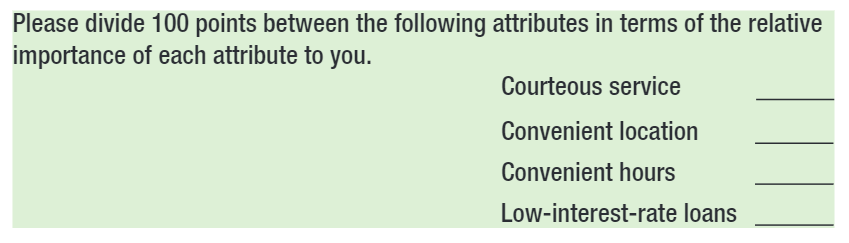 Please divide 100 points between the following attributes in terms of the relative
importance of each attribute to you.
Courteous service
Convenient location
Convenient hours
Low-interest-rate loans